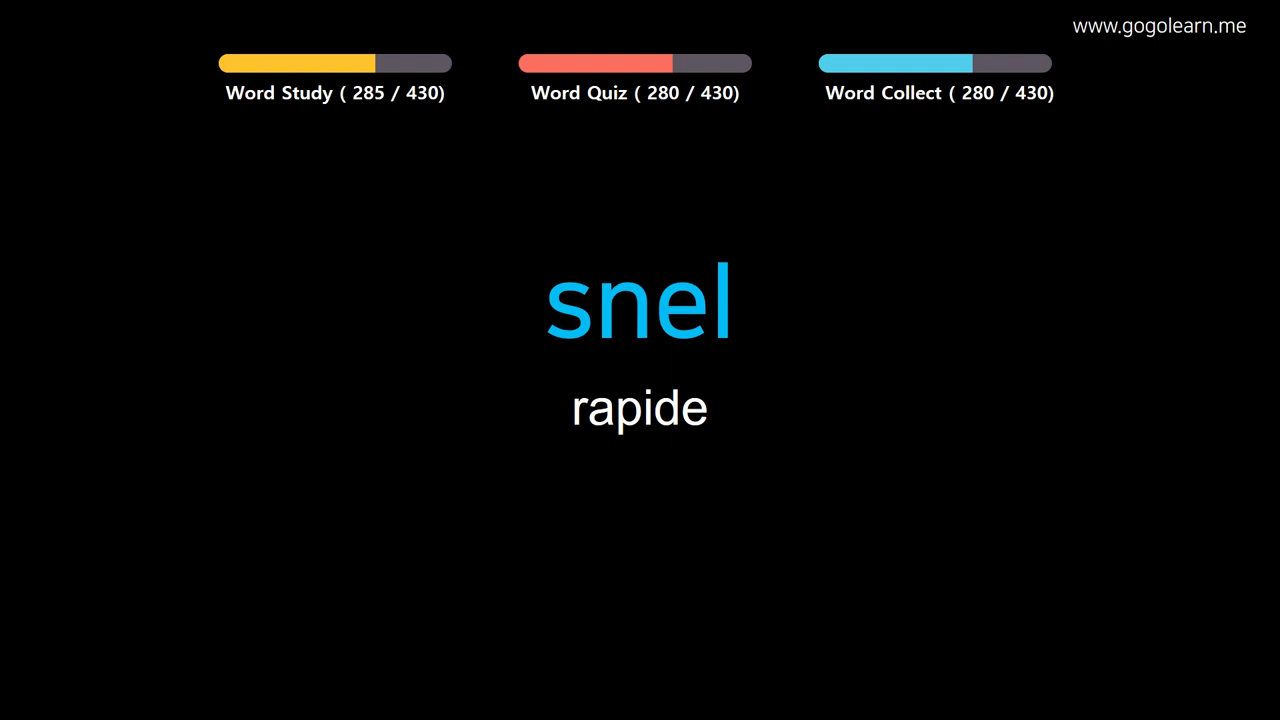 www.gogolearn.me
Word Study ( 285 / 430)
Word Quiz ( 280 / 430)
Word Collect ( 280 / 430)
snel
rapide